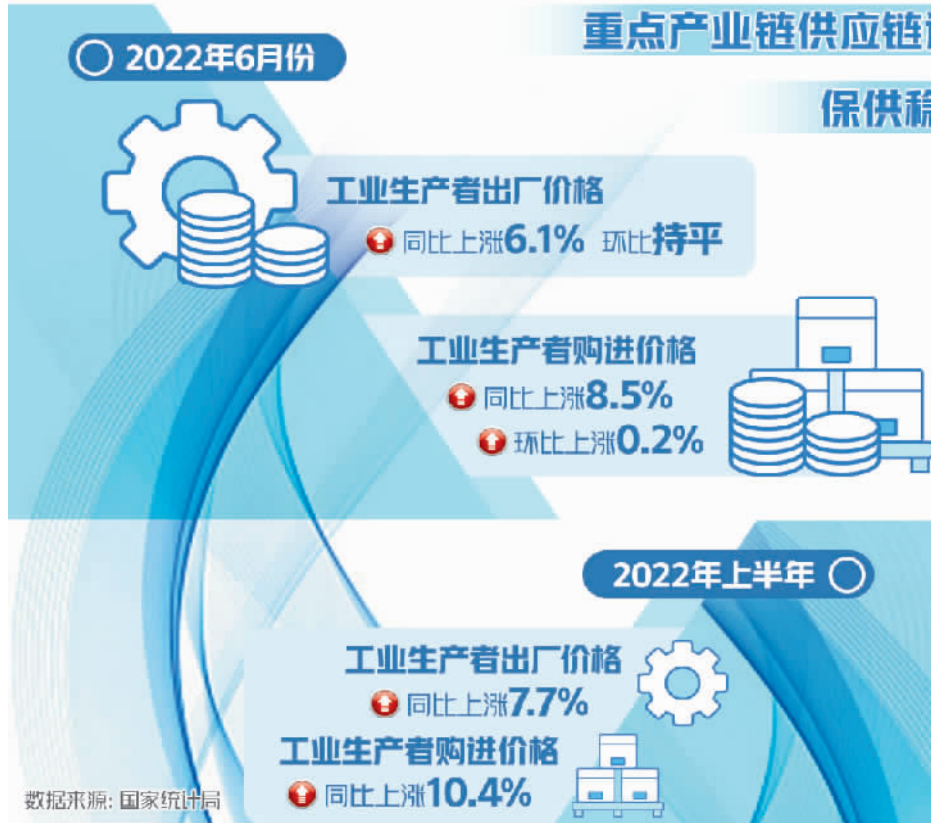 重点产业链供应链
保供稳
2022年6月份
工业生产者出厂价格
同比上涨6.1% 环比持平
工业生产者购进价格
同比上涨8.5%
环比上涨0.2%
2022年上半年
工业生产者出厂价格
同比上涨7.7%
工业生产者购进价格
同比上涨10.4%
数据来源: 国家统计局